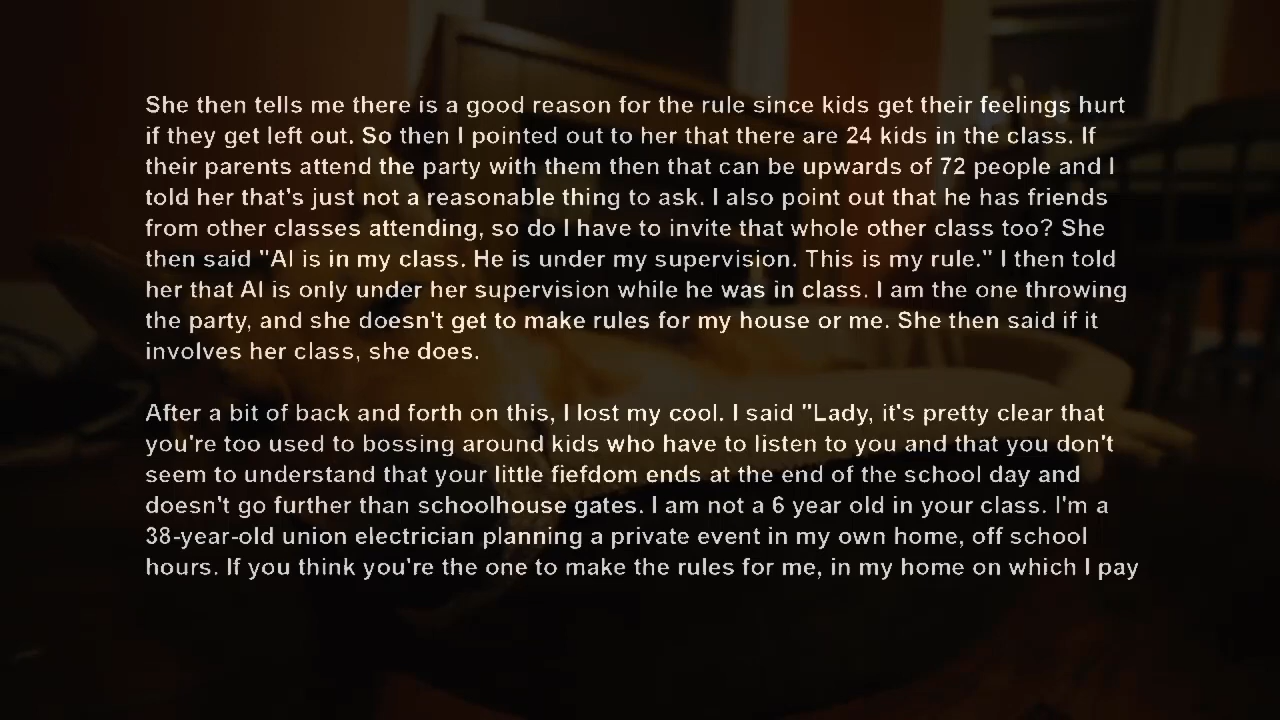 She then tells me there is a good reason for the rule since kids get their feelings hurt
if they get left out. So then I pointed out to her that there are 24 kids in the class. If
their parents attend the party with them then that can be upwards of 72 people and I
told her that's just not a reasonable thing to ask. I also point out that he has friends
from other classes attending, so do I have to invite that whole other class too? She
then said "Al is in my class. He is under my supervision. This is my rule." I then told
her that Al is only under her supervision while he was in class. I am the one throwing
the party, and she doesn't get to make rules for my house or me. She then said if it
involves her class, she does.
After a bit of back and forth on this, I lost my cool. I said "Lady, it's pretty clear that
you're too used to bossing around kids who have to listen to you and that you don't
seem to understand that your little fiefdom ends at the end of the school day and
doesn't go further than schoolhouse gates. I am not a 6 year old in your class. I'm a
38-year-old union electrician planning a private event in my own home, off school
hours. If you think you're the one to make the rules for me, in my home on which I pay